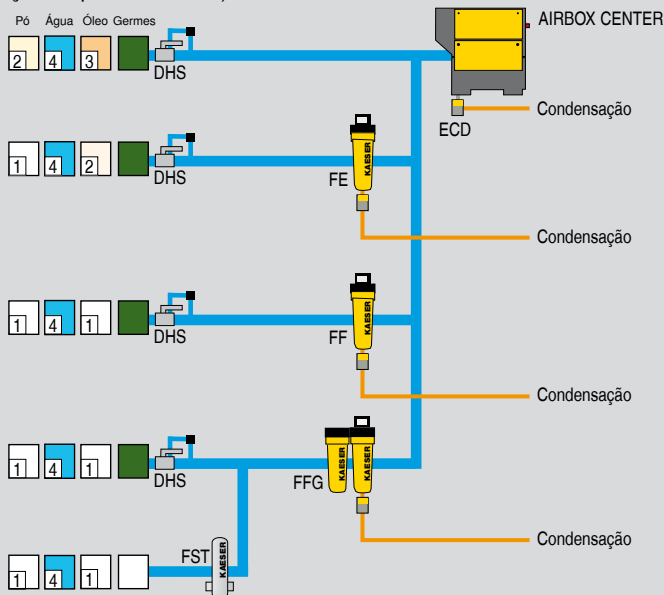 Pó Água Óleo Germes
AIRBOX CENTER
2 4 3
DHS
Condensação
ECD
1 4 2
DHS
FE
KAESER
Condensação
1 4 1
DHS
FF
KAESER
Condensação
1 4 1
DHS
FFG
KAESER
KAESER
Condensação
FST
KAESER
1 4 1